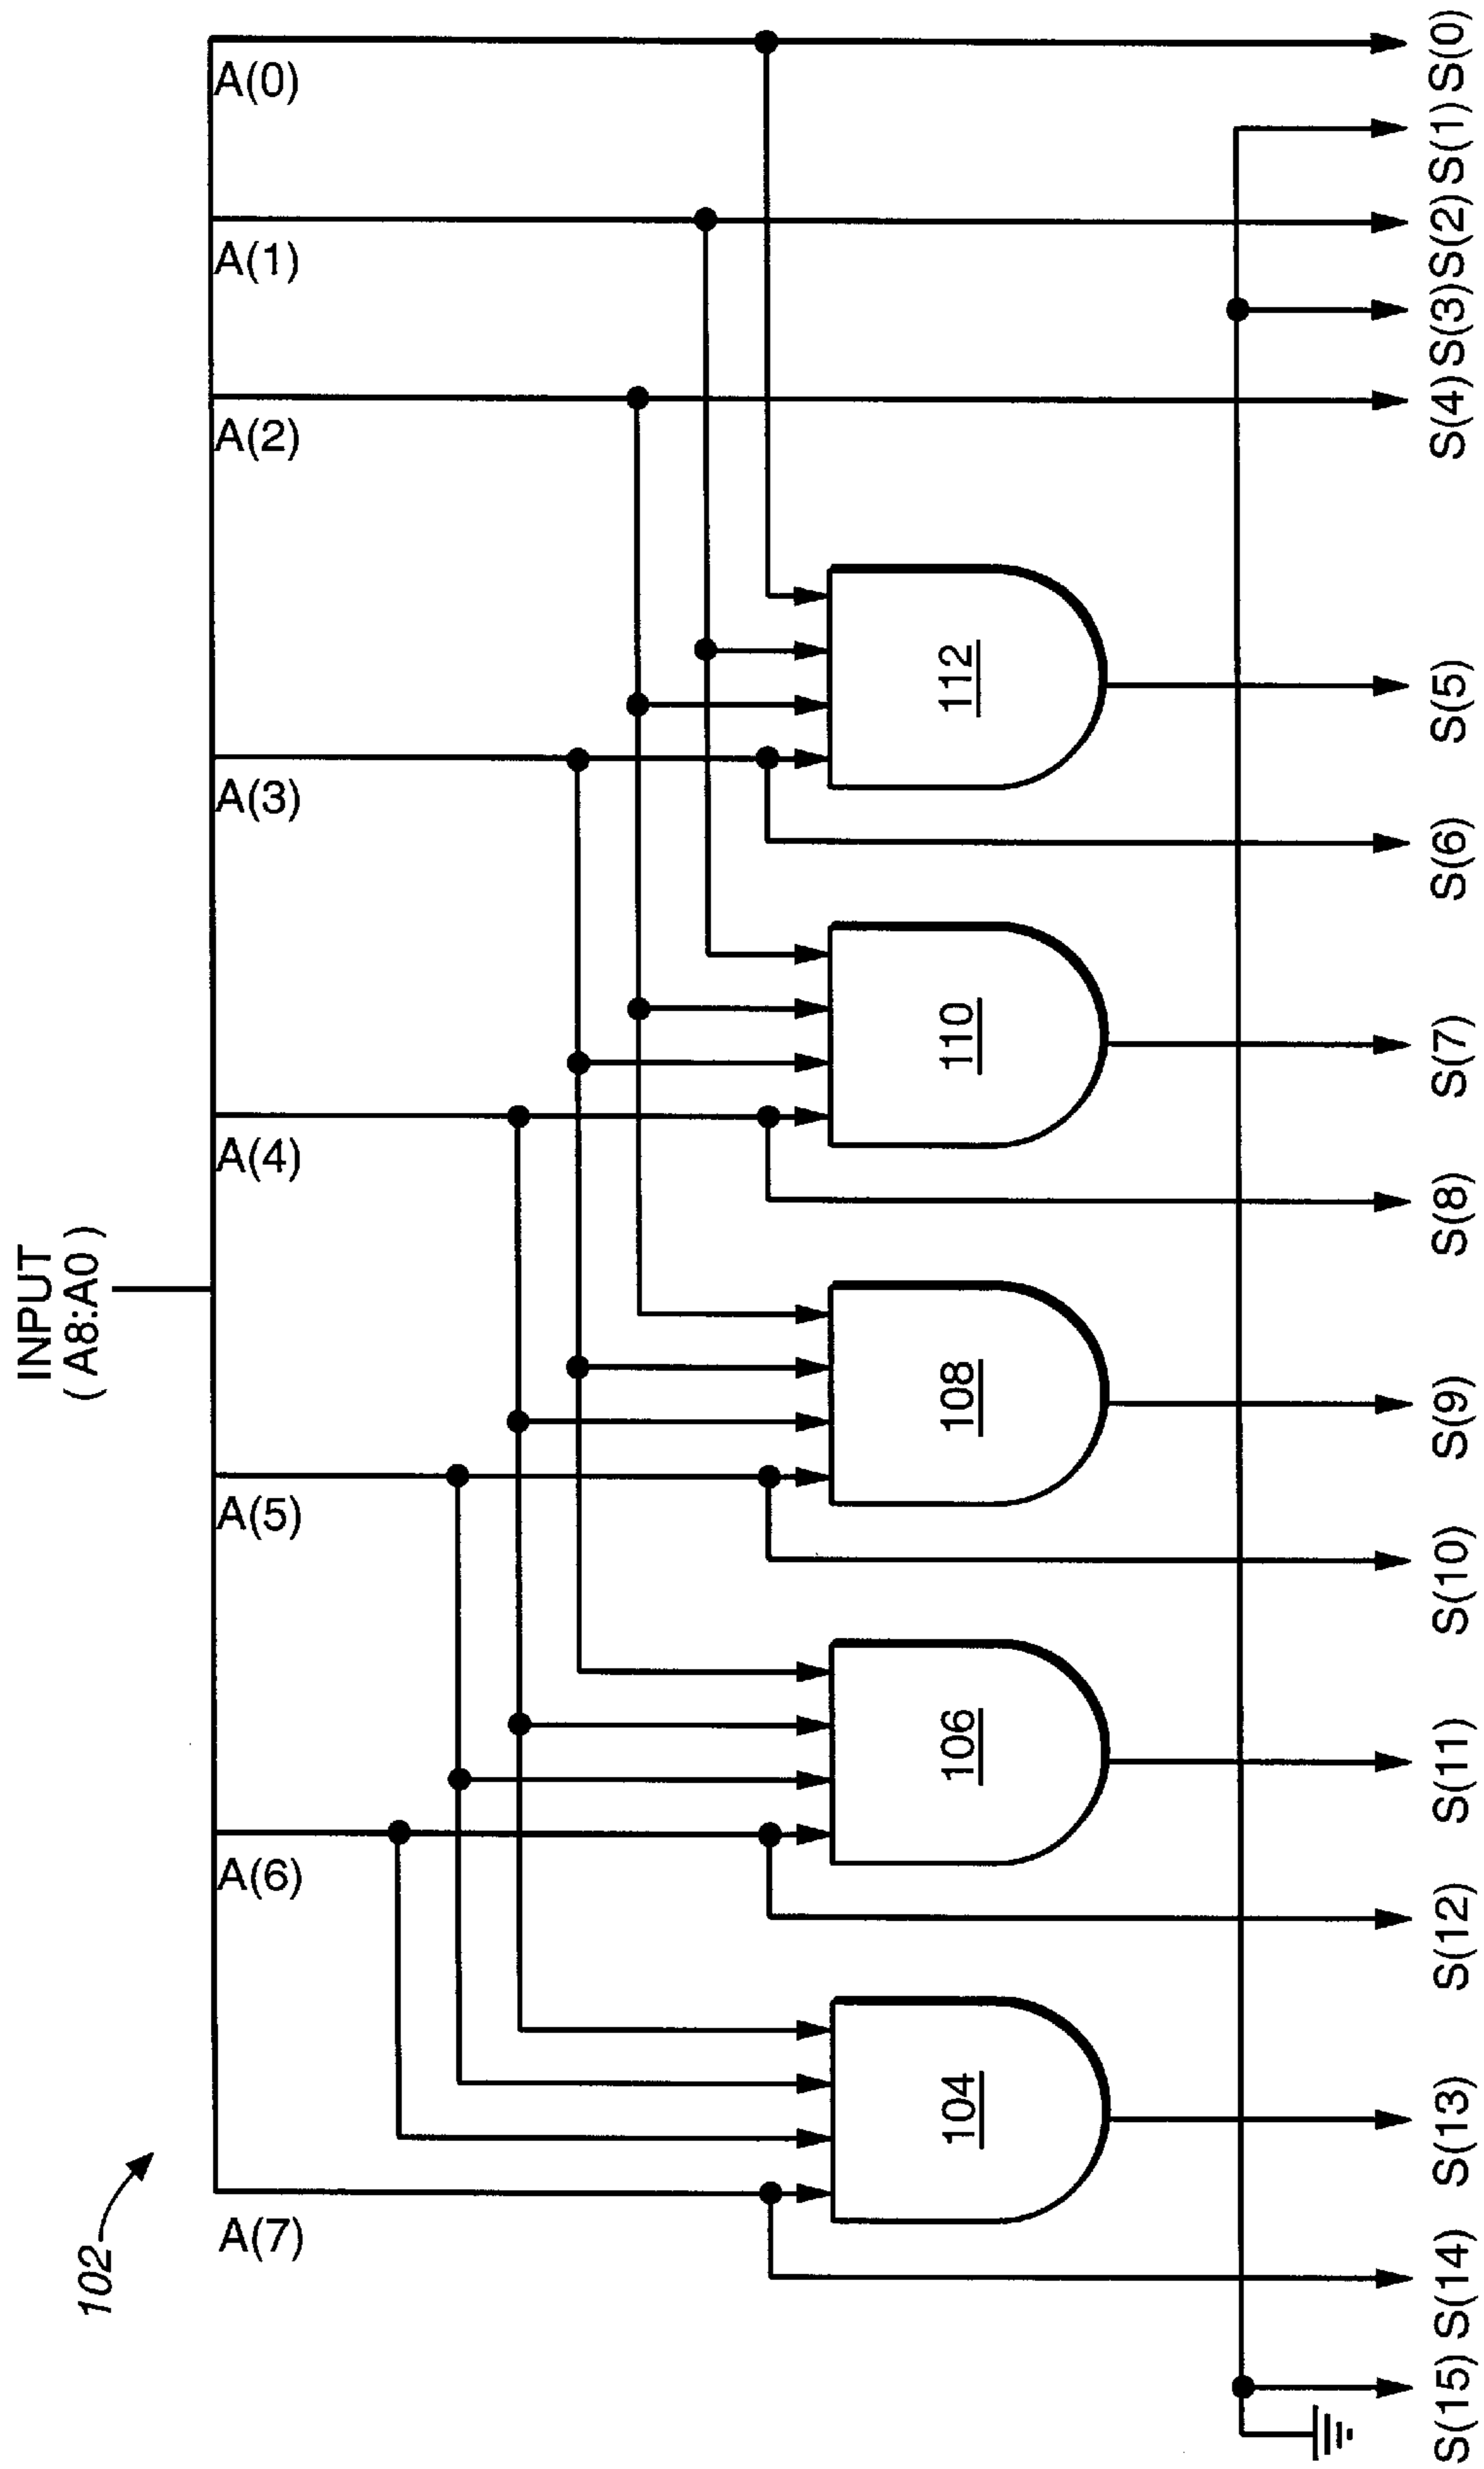 102
INPUT
( A8:A0 )
A(7)
A(6)
A(5)
A(4)
A(3)
A(2)
A(1)
A(0)
104
106
108
110
112
S(15) S(14) S(13) S(12) S(11) S(10) S(9) S(8) S(7) S(6) S(5) S(4) S(3) S(2) S(1) S(0)